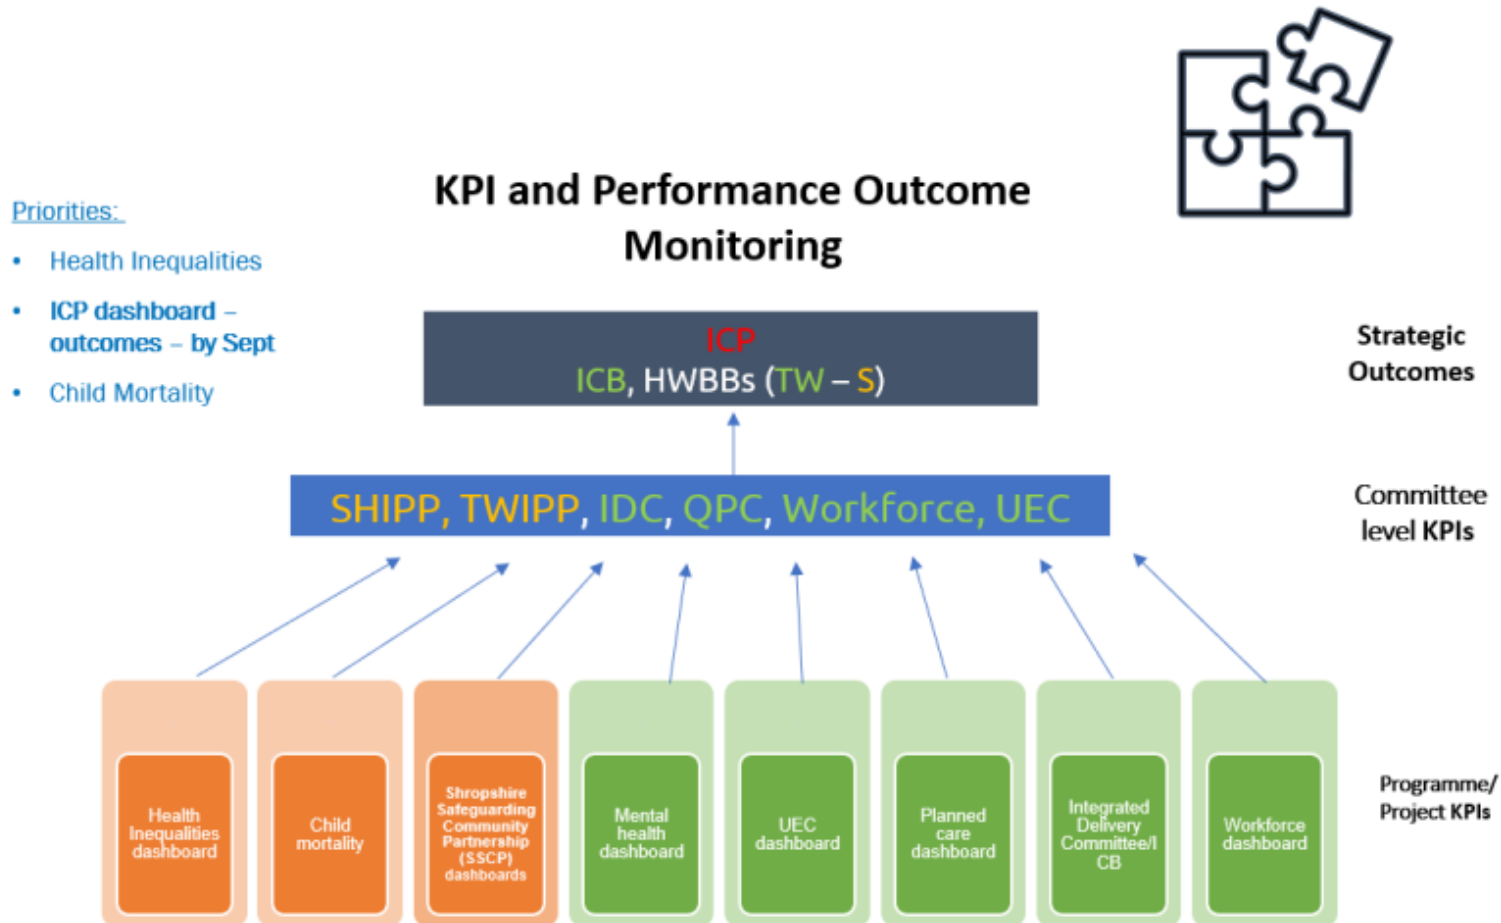 KPI and Performance Outcome
Monitoring
Priorities:
• Health Inequalities
• ICP dashboard –
outcomes – by Sept
• Child Mortality
ICP
ICB, HWBBs (TW – S)
Strategic
Outcomes
SHIPP, TWIPP, IDC, QPC, Workforce, UEC
Committee
level KPIs
Health
Inequalities
dashboard
Child
mortality
Shropshire
Safeguarding
Community
Partnership
(SSCP)
dashboards
Mental
health
dashboard
UEC
dashboard
Planned
care
dashboard
Integrated
Delivery
Committee/I
CB
Workforce
dashboard
Programme/
Project KPIs